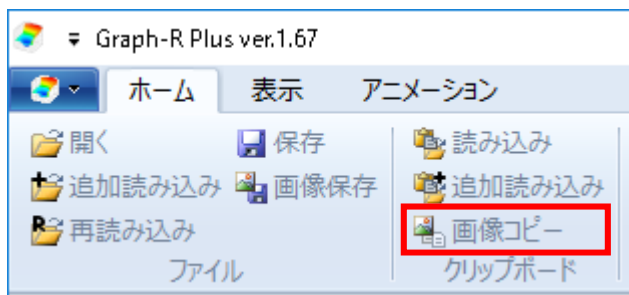 Graph-R Plus ver.1.67
ホーム 表示 アニメーション
開く 保存 読み込み
追加読み込み 画像保存 追加読み込み
再読み込み 画像コピー
ファイル クリップボード